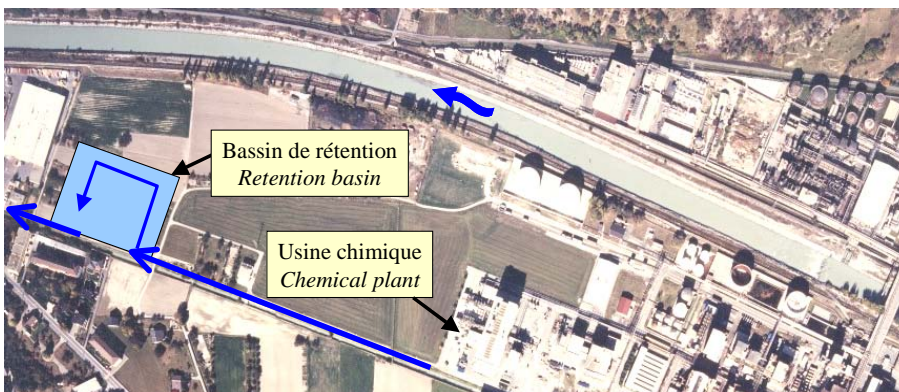 Bassin de rétention
Retention basin
Usine chimique
Chemical plant